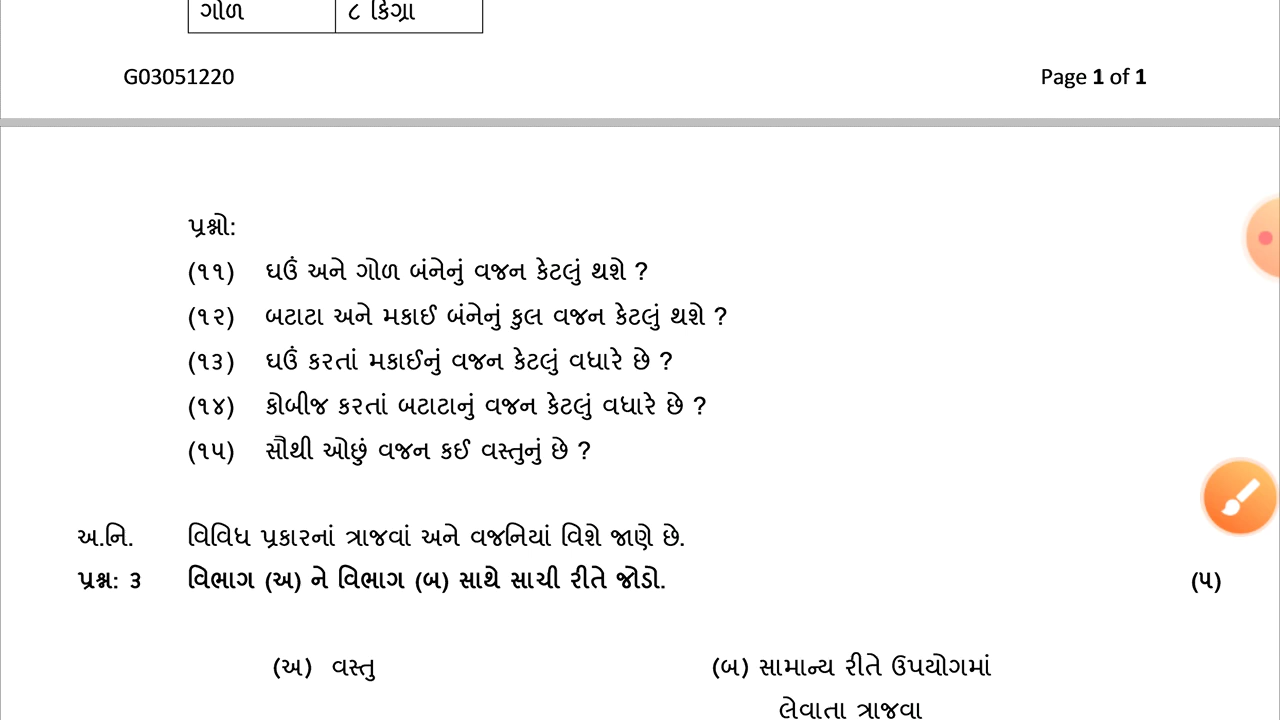 ગોળ ૮ કિગ્રા
G03051220 Page 1 of 1
પ્રશ્નો:
(૧૧) ઘઉં અને ગોળ બંનેનું વજન કેટલું થશે ?
(૧૨) બટાટા અને મકાઈ બંનેનું કુલ વજન કેટલું થશે ?
(૧૩) ઘઉં કરતાં મકાઈનું વજન કેટલું વધારે છે ?
(૧૪) કોબીજ કરતાં બટાટાનું વજન કેટલું વધારે છે ?
(૧૫) સૌથી ઓછું વજન કઈ વસ્તુનું છે ?
અ.નિ. વિવિધ પ્રકારનાં ત્રાજવાં અને વજનિયાં વિશે જાણે છે.
પ્રશ્ન: 3 વિભાગ (અ) ને વિભાગ (બ) સાથે સાચી રીતે જોડો. (૫)
(અ) વસ્તુ (બ) સામાન્ય રીતે ઉપયોગમાં
લેવાતા ત્રાજવા